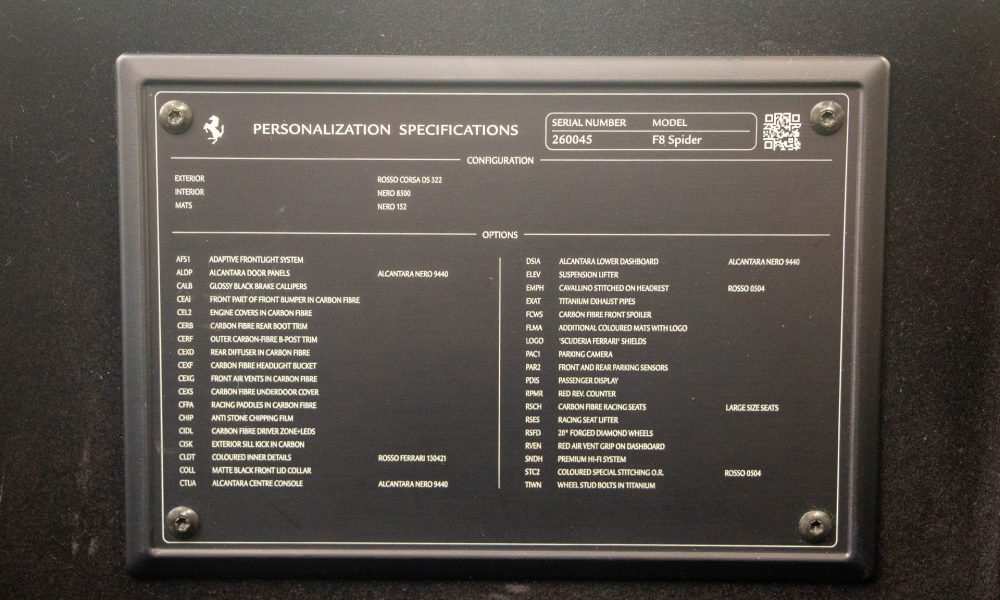 PERSONALIZATION SPECIFICATIONS
SERIAL NUMBER MODEL
260045 F8 Spider
CONFIGURATION
EXTERIOR ROSSO CORSA DS 322
INTERIOR NERO 8500
MATS NERO 152
OPTIONS
AFS1 ADAPTIVE FRONTLIGHT SYSTEM
ALDP ALCANTARA DOOR PANELS ALCANTARA NERO 9440
CALB GLOSSY BLACK BRAKE CALLIPERS
CEA1 FRONT PART OF FRONT BUMPER IN CARBON FIBRE
CEL2 ENGINE COVERS IN CARBON FIBRE
CERB CARBON FIBRE REAR BOOT TRIM
CERF OUTER CARBON-FIBRE B-POST TRIM
CEXD REAR DIFFUSER IN CARBON FIBRE
CEXF CARBON FIBRE HEADLIGHT BUCKET
CEXG FRONT AIR VENTS IN CARBON FIBRE
CEXS CARBON FIBRE UNDERDOOR COVER
CFPA RACING PADDLES IN CARBON FIBRE
CHIP ANTI STONE CHIPPING FILM
CIDL CARBON FIBRE DRIVER ZONE+LEDS
CISK EXTERIOR SILL KICK IN CARBON
CLDT COLOURED INNER DETAILS ROSSO FERRARI 130421
COLL MATTE BLACK FRONT LID COLLAR
CTUA ALCANTARA CENTRE CONSOLE ALCANTARA NERO 9440
DSIA ALCANTARA LOWER DASHBOARD ALCANTARA NERO 9440
ELEV SUSPENSION LIFTER
EMPH CAVALLINO STITCHED ON HEADREST ROSSO 0504
EXAT TITANIUM EXHAUST PIPES
FCWS CARBON FIBRE FRONT SPOILER
FLMA ADDITIONAL COLOURED MATS WITH LOGO
LOGO "SCUDERIA FERRARI" SHIELDS
PAC1 PARKING CAMERA
PAR2 FRONT AND REAR PARKING SENSORS
PDIS PASSENGER DISPLAY
RPMR RED REV. COUNTER
RSCH CARBON FIBRE RACING SEATS LARGE SIZE SEATS
RSES RACING SEAT LIFTER
RSFD 20" FORGED DIAMOND WHEELS
RVEN RED AIR VENT GRIP ON DASHBOARD
SNDH PREMIUM HI-FI SYSTEM
STC2 COLOURED SPECIAL STITCHING O.R. ROSSO 0504
TIWN WHEEL STUD BOLTS IN TITANIUM